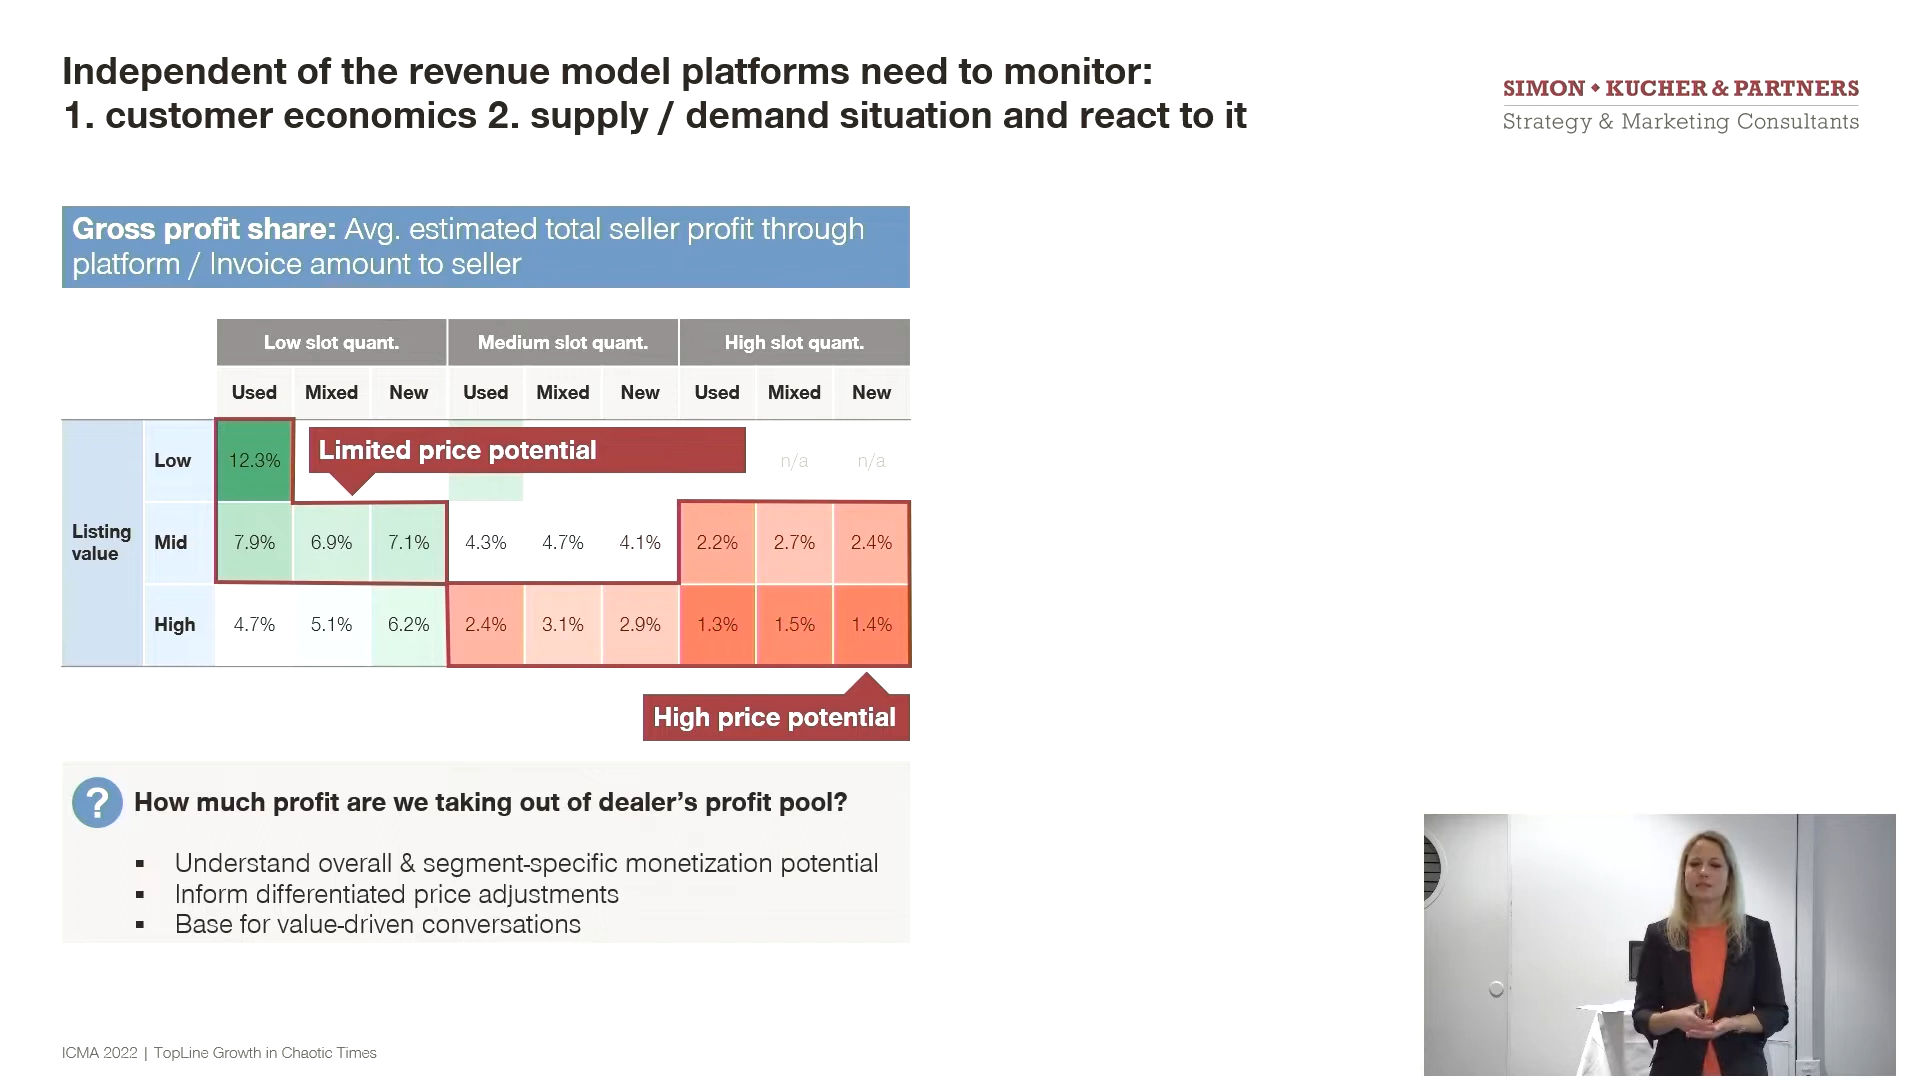 Independent of the revenue model platforms need to monitor:
1. customer economics 2. supply / demand situation and react to it
SIMON ◆ KUCHER & PARTNERS
Strategy & Marketing Consultants
Gross profit share: Avg. estimated total seller profit through
platform / Invoice amount to seller
Low slot quant. Medium slot quant. High slot quant.
Used Mixed New Used Mixed New Used Mixed New
Listing
value
Low 12.3% n/a n/a
Limited price potential
Mid 7.9% 6.9% 7.1% 4.3% 4.7% 4.1% 2.2% 2.7% 2.4%
High 4.7% 5.1% 6.2% 2.4% 3.1% 2.9% 1.3% 1.5% 1.4%
High price potential
? How much profit are we taking out of dealer's profit pool?
▪ Understand overall & segment-specific monetization potential
▪ Inform differentiated price adjustments
▪ Base for value-driven conversations
ICMA 2022 | TopLine Growth in Chaotic Times